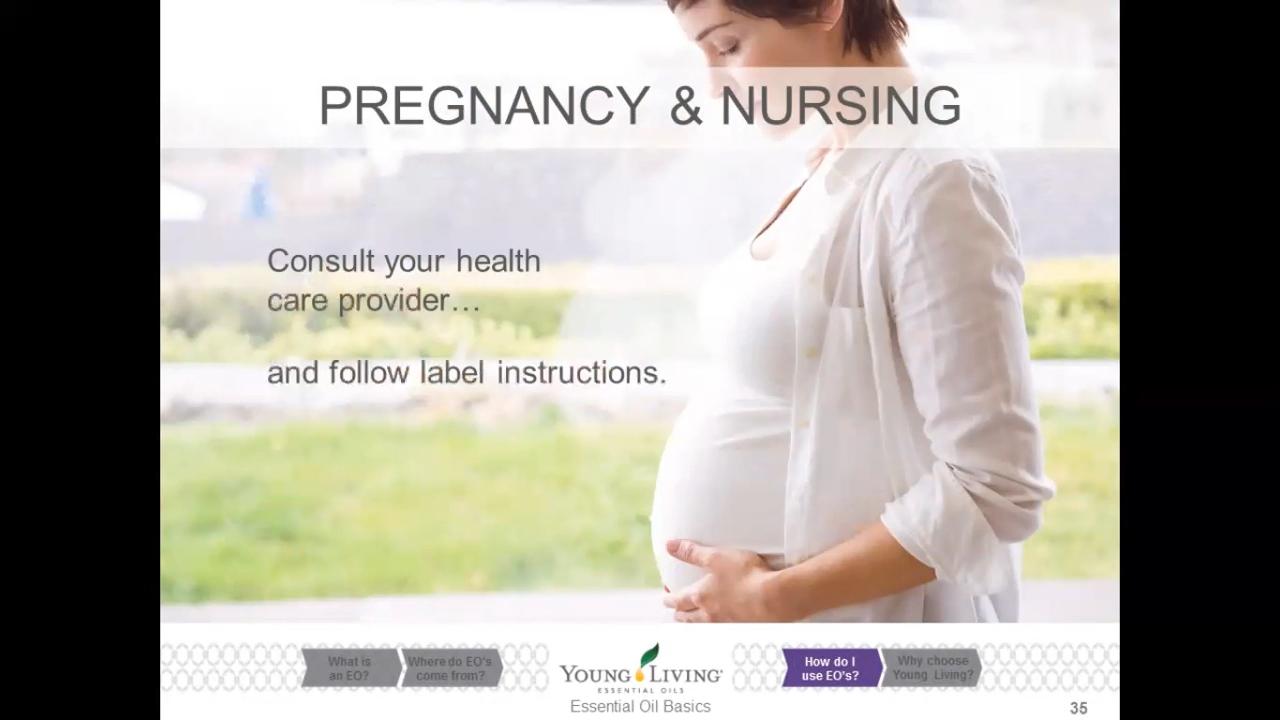 PREGNANCY & NURSING
Consult your health
care provider…
and follow label instructions.
What is
an EO?
Where do EO's
come from?
YOUNG LIVING
ESSENTIAL OILS
Essential Oil Basics
How do I
use EO's?
Why choose
Young Living?
35